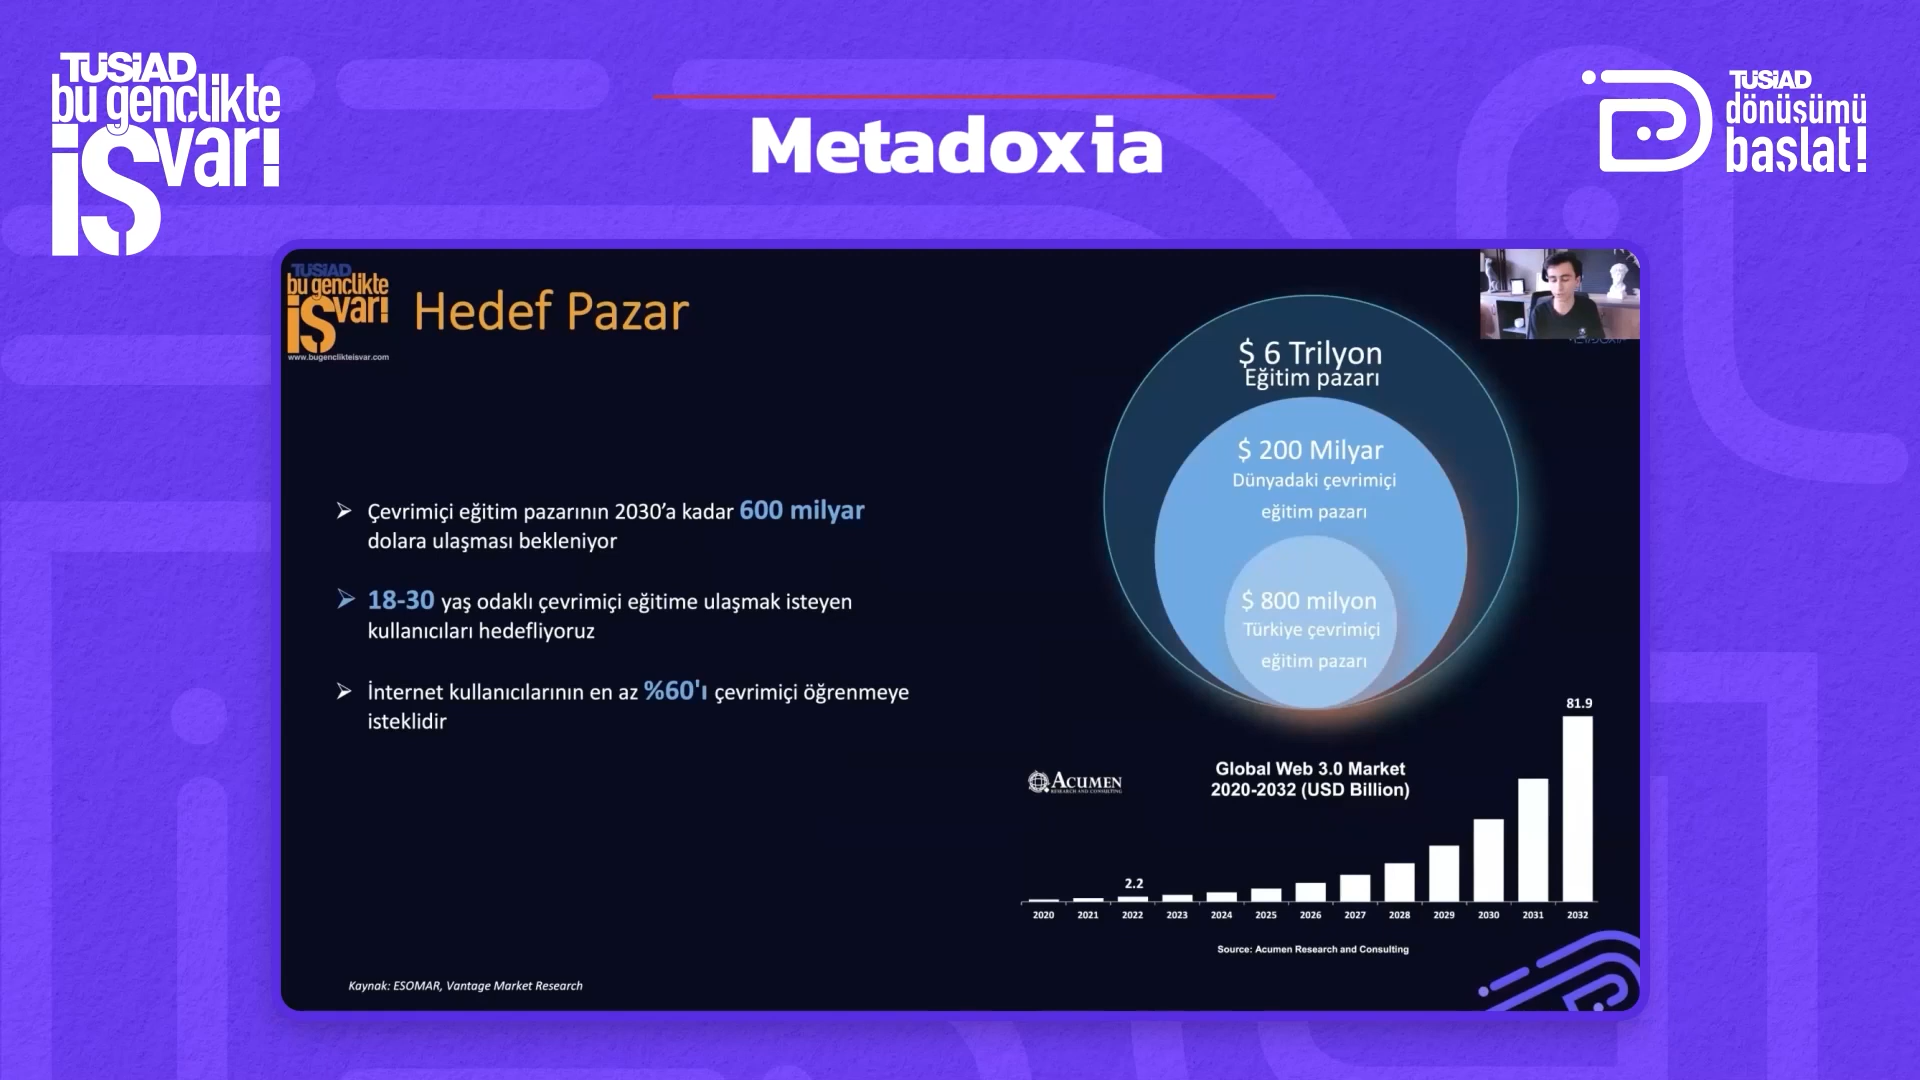 TÜSİAD
bu gençlikte
iş var!
Metadoxia
TÜSİAD
dönüşümü
başlat!
TÜSİAD
bu gençlikte
iş var!
www.bugenclikteisvar.com
Hedef Pazar
Çevrimiçi eğitim pazarının 2030’a kadar 600 milyar
dolara ulaşması bekleniyor
18-30 yaş odaklı çevrimiçi eğitime ulaşmak isteyen
kullanıcıları hedefliyoruz
İnternet kullanıcılarının en az %60'ı çevrimiçi öğrenmeye
isteklidir
$ 6 Trilyon
Eğitim pazarı
$ 200 Milyar
Dünyadaki çevrimiçi
eğitim pazarı
$ 800 milyon
Türkiye çevrimiçi
eğitim pazarı
ACUMEN
RESEARCH AND CONSULTING
Global Web 3.0 Market
2020-2032 (USD Billion)
2.2
81.9
2020 2021 2022 2023 2024 2025 2026 2027 2028 2029 2030 2031 2032
Source: Acumen Research and Consulting
Kaynak: ESOMAR, Vantage Market Research